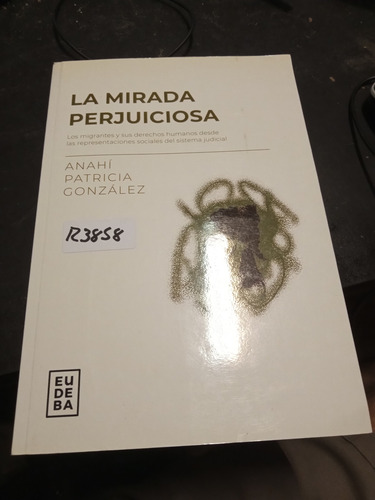 LA MIRADA
PERJUICIOSA
Los migrantes y sus derechos humanos desde
las representaciones sociales del sistema judicial
ANAHÍ
PATRICIA
GONZÁLEZ
R3858
EU
DE
BA